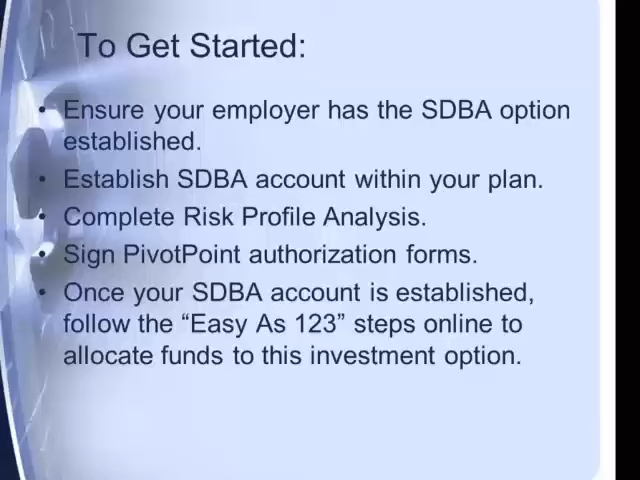 To Get Started:
• Ensure your employer has the SDBA option
established.
• Establish SDBA account within your plan.
• Complete Risk Profile Analysis.
• Sign PivotPoint authorization forms.
• Once your SDBA account is established,
follow the “Easy As 123” steps online to
allocate funds to this investment option.